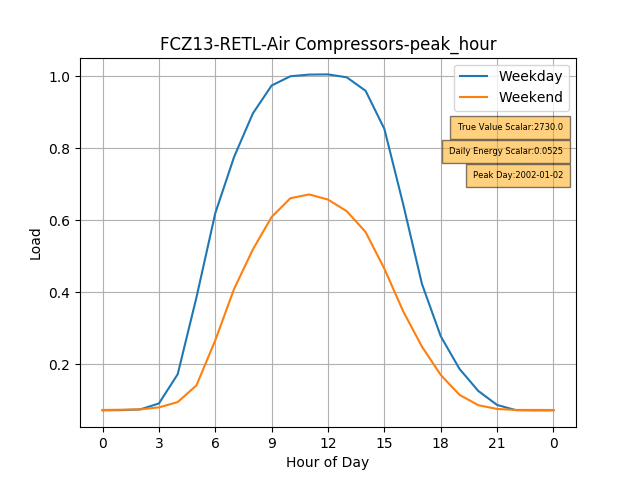 FCZ13-RETL-Air Compressors-peak_hour
Weekday
Weekend
True Value Scalar:2730.0
Daily Energy Scalar:0.0525
Peak Day:2002-01-02
1.0
0.8
0.6
0.4
0.2
Load
0 3 6 9 12 15 18 21 0
Hour of Day